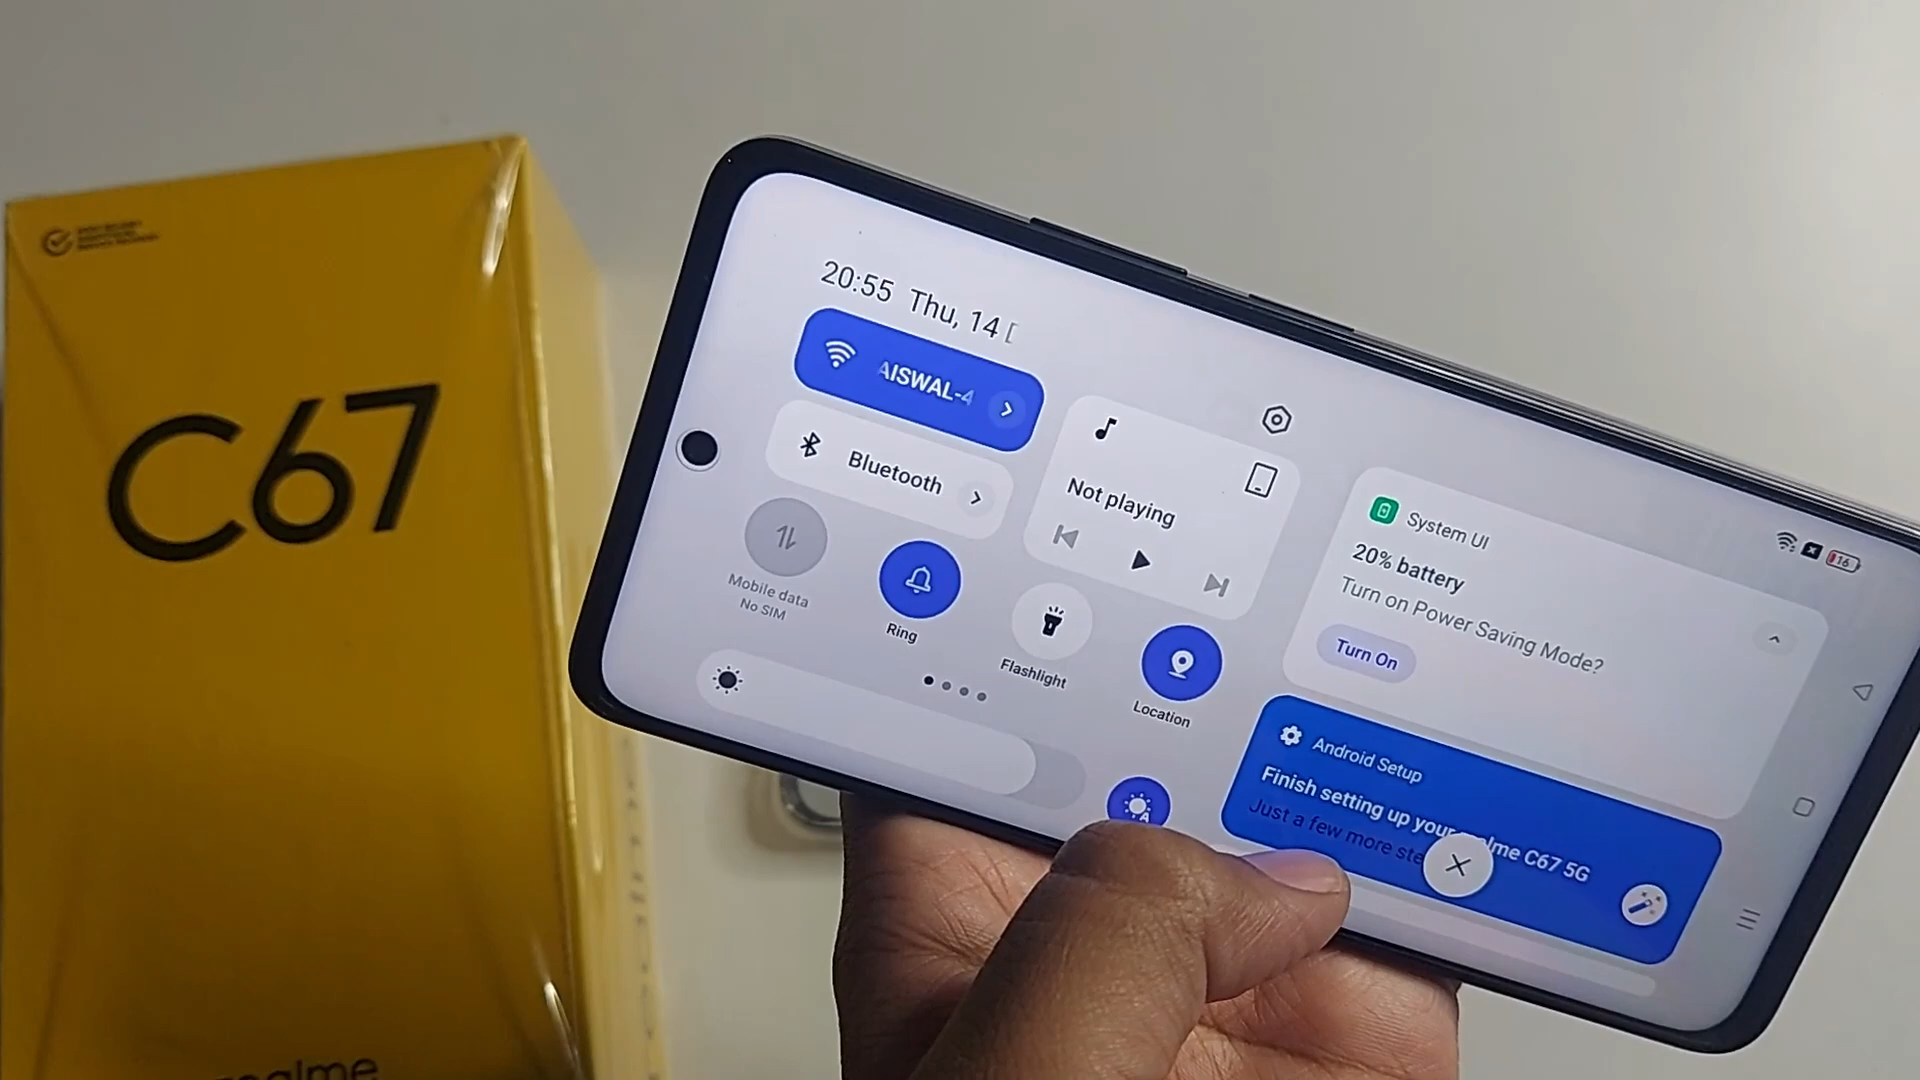 C67
realme
20:55 Thu, 14
AISWAL-4
Bluetooth
Mobile data
No SIM
Ring
Flashlight
Location
Not playing
System UI
20% battery
Turn on Power Saving Mode?
Turn On
16
Android Setup
Finish setting up your realme C67 5G
Just a few more ste